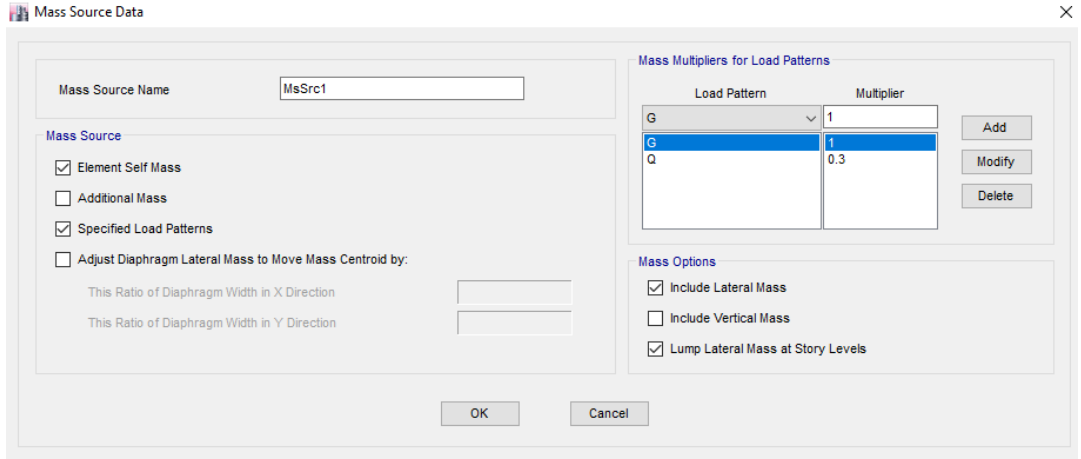 Mass Source Data
Mass Source Name
MsSrc1
Mass Source
Element Self Mass
Additional Mass
Specified Load Patterns
Adjust Diaphragm Lateral Mass to Move Mass Centroid by:
This Ratio of Diaphragm Width in X Direction
This Ratio of Diaphragm Width in Y Direction
Mass Multipliers for Load Patterns
Load Pattern Multiplier
G 1
G 1
Q 0.3
Add
Modify
Delete
Mass Options
Include Lateral Mass
Include Vertical Mass
Lump Lateral Mass at Story Levels
OK Cancel